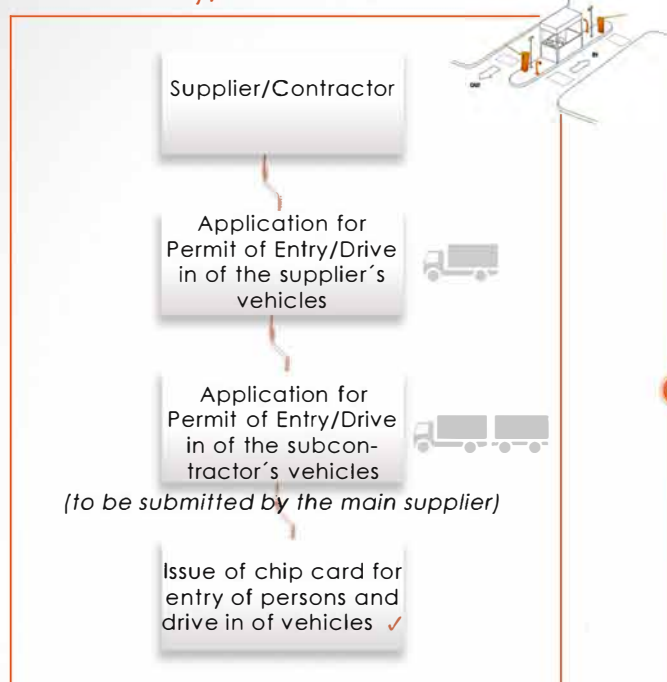 Supplier/Contractor
Application for
Permit of Entry/Drive
in of the supplier´s
vehicles
Application for
Permit of Entry/Drive
in of the subcon-
tractor´s vehicles
(to be submitted by the main supplier)
Issue of chip card for
entry of persons and
drive in of vehicles ✓